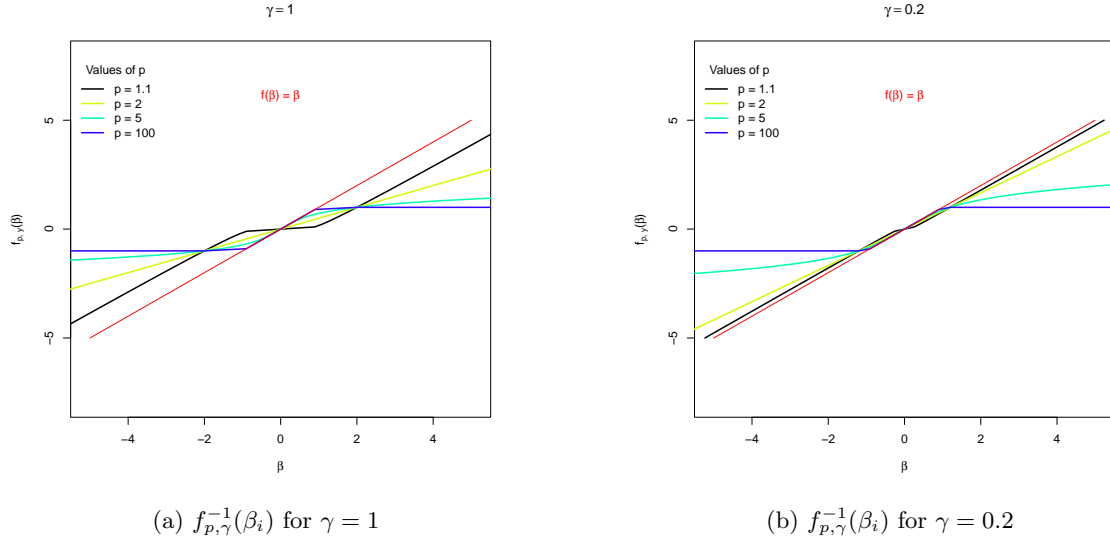 γ = 1
Values of p
p = 1.1
p = 2
p = 5
p = 100
f(β) = β
f_{p, γ}(β)
5
0
−5
−4
−2
0
2
4
β
(a) f_{p,γ}^{−1}(β_i) for γ = 1
γ = 0.2
Values of p
p = 1.1
p = 2
p = 5
p = 100
f(β) = β
f_{p, γ}(β)
5
0
−5
−4
−2
0
2
4
β
(b) f_{p,γ}^{−1}(β_i) for γ = 0.2